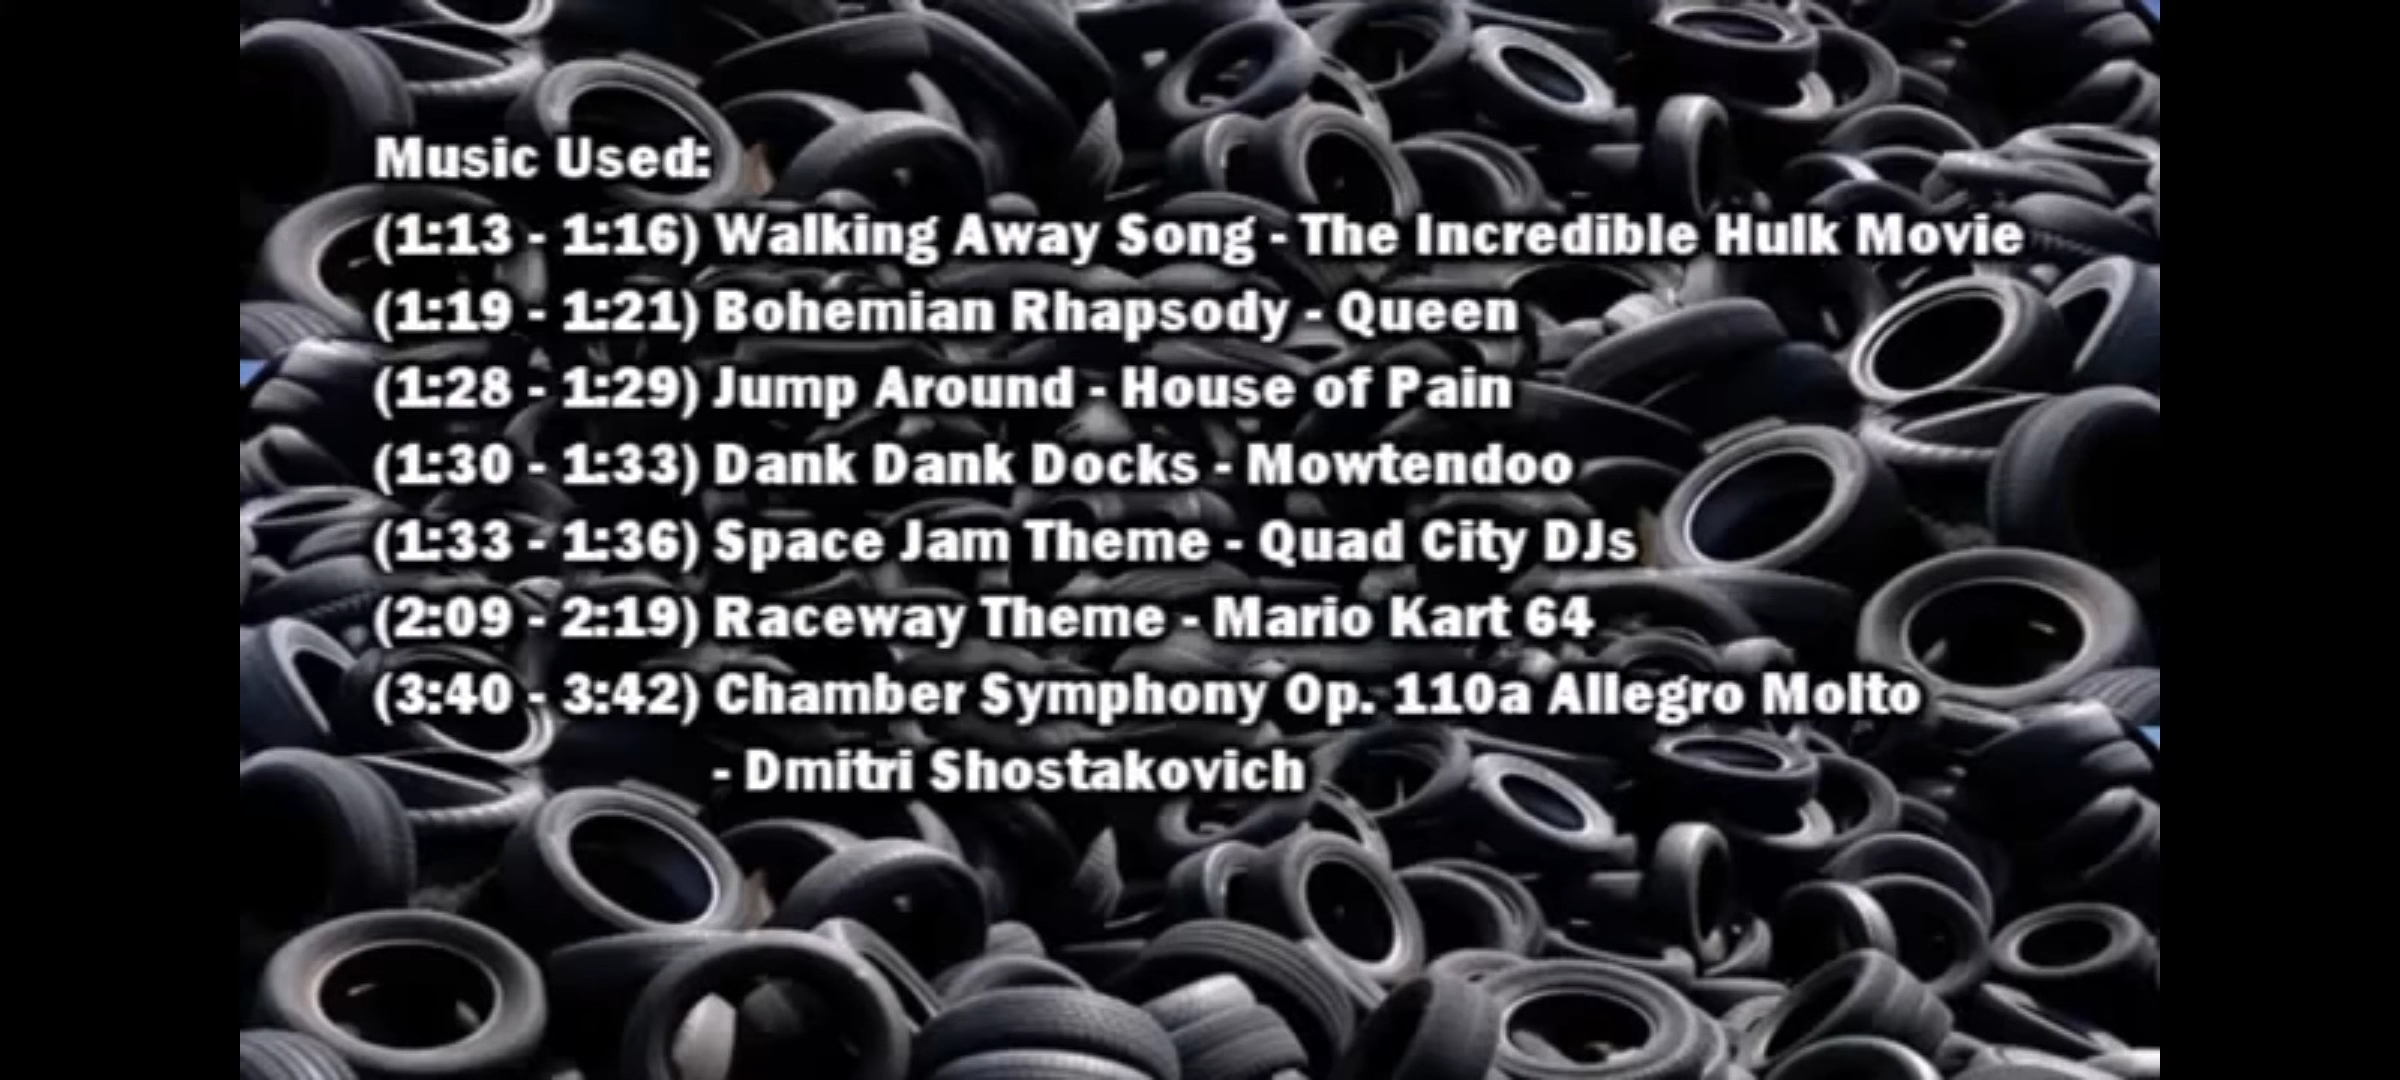 Music Used:
(1:13 - 1:16) Walking Away Song - The Incredible Hulk Movie
(1:19 - 1:21) Bohemian Rhapsody - Queen
(1:28 - 1:29) Jump Around - House of Pain
(1:30 - 1:33) Dank Dank Docks - Mowtendoo
(1:33 - 1:36) Space Jam Theme - Quad City DJs
(2:09 - 2:19) Raceway Theme - Mario Kart 64
(3:40 - 3:42) Chamber Symphony Op. 110a Allegro Molto
- Dmitri Shostakovich